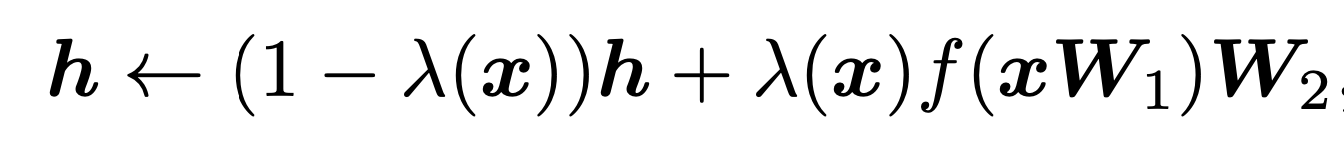 h ← (1 − λ(x))h + λ(x)f(xW₁)W₂